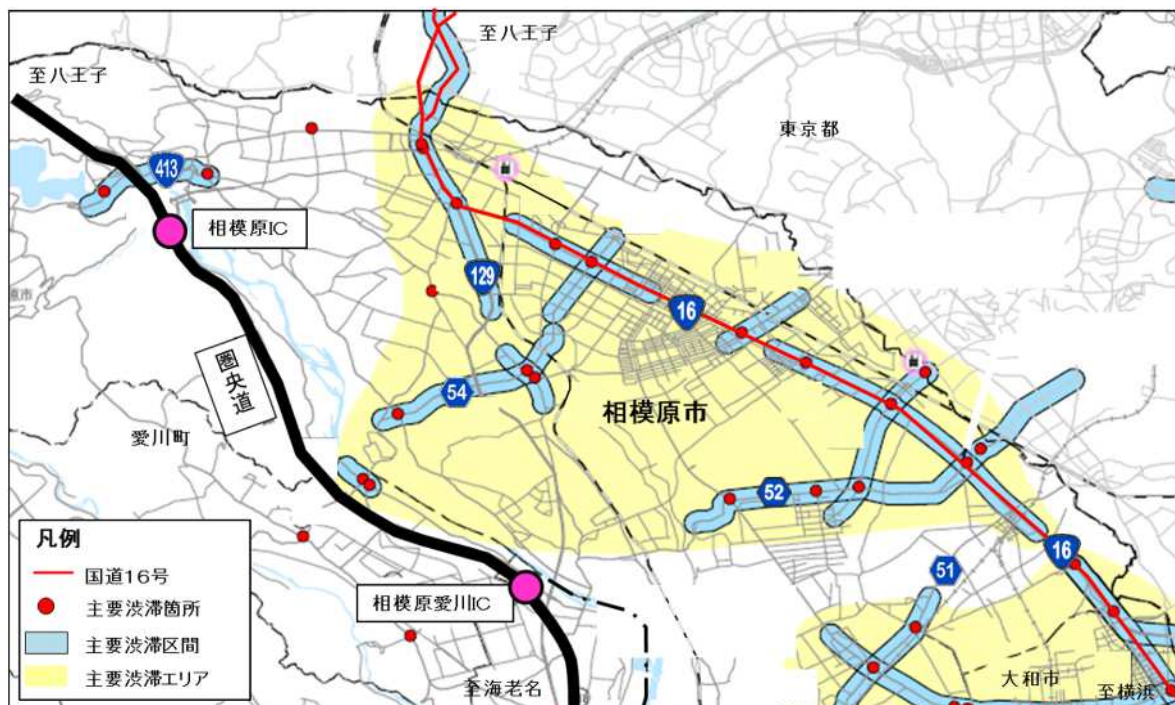 至八王子
至八王子
東京都
413
相模原IC
129
16
圏央道
54
相模原市
愛川町
52
凡例
国道16号
主要渋滞箇所
主要渋滞区間
主要渋滞エリア
16
51
相模原愛川IC
至海老名
大和市
至横浜